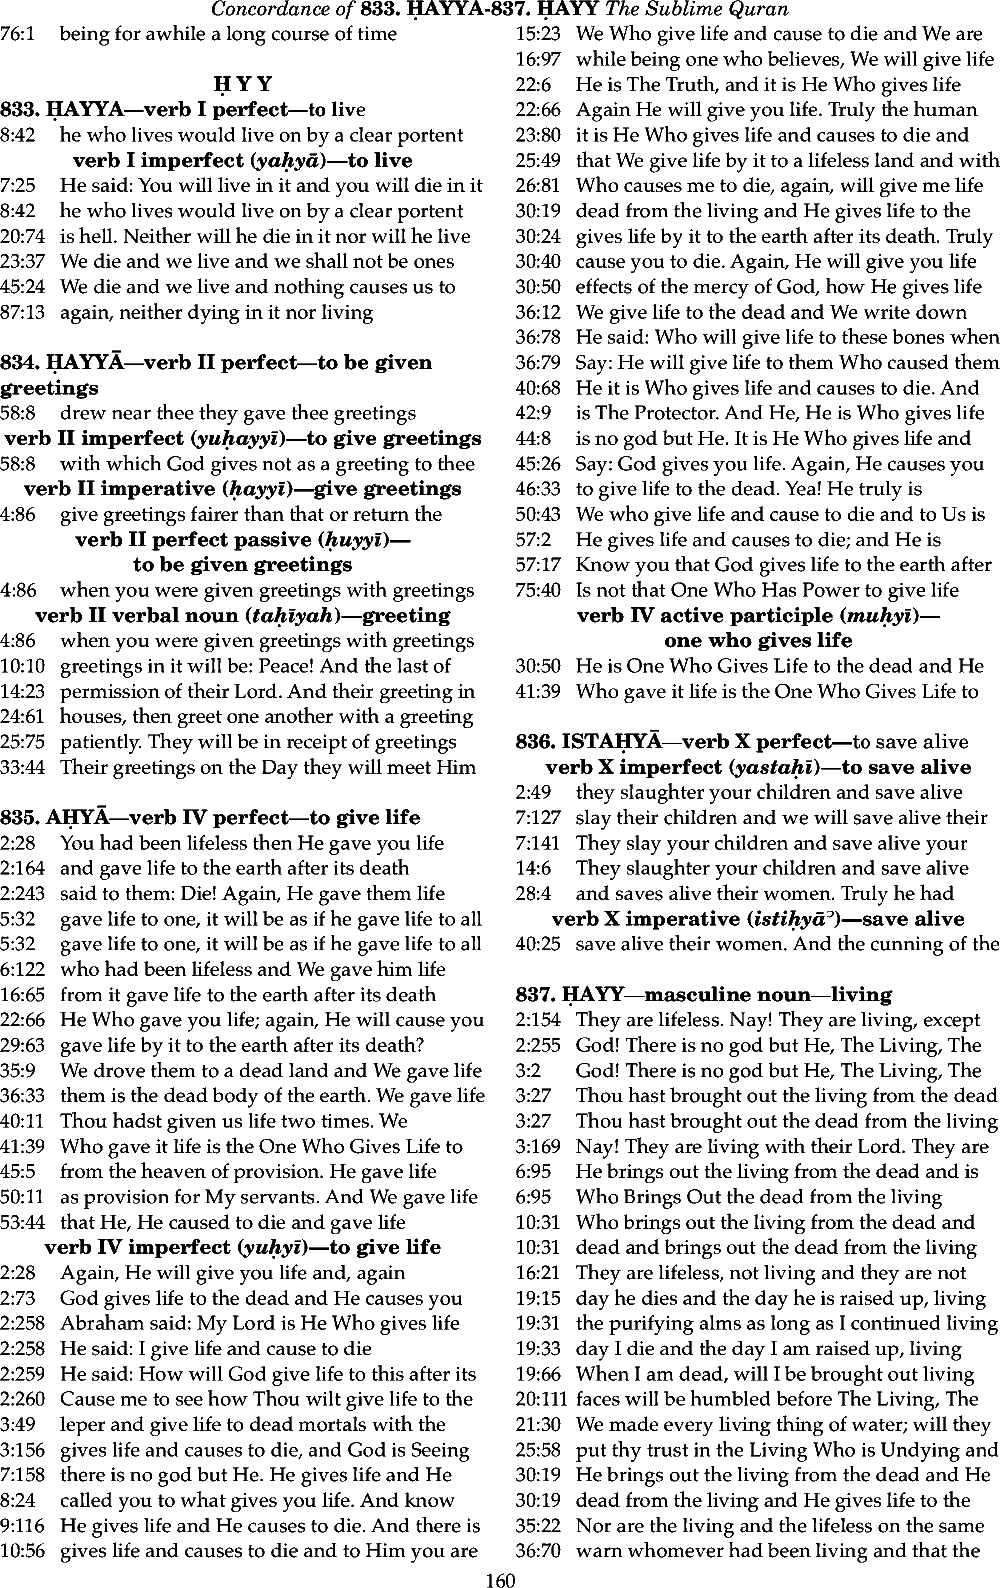 Concordance of 833. ḤAYYA-837. ḤAYY The Sublime Quran
76:1 being for awhile a long course of time
Ḥ Y Y
833. ḤAYYA—verb I perfect—to live
8:42 he who lives would live on by a clear portent
verb I imperfect (yaḥyā)—to live
7:25 He said: You will live in it and you will die in it
8:42 he who lives would live on by a clear portent
20:74 is hell. Neither will he die in it nor will he live
23:37 We die and we live and we shall not be ones
45:24 We die and we live and nothing causes us to
87:13 again, neither dying in it nor living
834. ḤAYYĀ—verb II perfect—to be given
greetings
58:8 drew near thee they gave thee greetings
verb II imperfect (yuḥayyī)—to give greetings
58:8 with which God gives not as a greeting to thee
verb II imperative (ḥayyī)—give greetings
4:86 give greetings fairer than that or return the
verb II perfect passive (ḥuyyī)—
to be given greetings
4:86 when you were given greetings with greetings
verb II verbal noun (taḥīyah)—greeting
4:86 when you were given greetings with greetings
10:10 greetings in it will be: Peace! And the last of
14:23 permission of their Lord. And their greeting in
24:61 houses, then greet one another with a greeting
25:75 patiently. They will be in receipt of greetings
33:44 Their greetings on the Day they will meet Him
835. AḤYĀ—verb IV perfect—to give life
2:28 You had been lifeless then He gave you life
2:164 and gave life to the earth after its death
2:243 said to them: Die! Again, He gave them life
5:32 gave life to one, it will be as if he gave life to all
5:32 gave life to one, it will be as if he gave life to all
6:122 who had been lifeless and We gave him life
16:65 from it gave life to the earth after its death
22:66 He Who gave you life; again, He will cause you
29:63 gave life by it to the earth after its death?
35:9 We drove them to a dead land and We gave life
36:33 them is the dead body of the earth. We gave life
40:11 Thou hadst given us life two times. We
41:39 Who gave it life is the One Who Gives Life to
45:5 from the heaven of provision. He gave life
50:11 as provision for My servants. And We gave life
53:44 that He, He caused to die and gave life
verb IV imperfect (yuḥyī)—to give life
2:28 Again, He will give you life and, again
2:73 God gives life to the dead and He causes you
2:258 Abraham said: My Lord is He Who gives life
2:258 He said: I give life and cause to die
2:259 He said: How will God give life to this after its
2:260 Cause me to see how Thou wilt give life to the
3:49 leper and give life to dead mortals with the
3:156 gives life and causes to die, and God is Seeing
7:158 there is no god but He. He gives life and He
8:24 called you to what gives you life. And know
9:116 He gives life and He causes to die. And there is
10:56 gives life and causes to die and to Him you are
15:23 We Who give life and cause to die and We are
16:97 while being one who believes, We will give life
22:6 He is The Truth, and it is He Who gives life
22:66 Again He will give you life. Truly the human
23:80 it is He Who gives life and causes to die and
25:49 that We give life by it to a lifeless land and with
26:81 Who causes me to die, again, will give me life
30:19 dead from the living and He gives life to the
30:24 gives life by it to the earth after its death. Truly
30:40 cause you to die. Again, He will give you life
30:50 effects of the mercy of God, how He gives life
36:12 We give life to the dead and We write down
36:78 He said: Who will give life to these bones when
36:79 Say: He will give life to them Who caused them
40:68 He it is Who gives life and causes to die. And
42:9 is The Protector. And He, He is Who gives life
44:8 is no god but He. It is He Who gives life and
45:26 Say: God gives you life. Again, He causes you
46:33 to give life to the dead. Yea! He truly is
50:43 We who give life and cause to die and to Us is
57:2 He gives life and causes to die; and He is
57:17 Know you that God gives life to the earth after
75:40 Is not that One Who Has Power to give life
verb IV active participle (muḥyī)—
one who gives life
30:50 He is One Who Gives Life to the dead and He
41:39 Who gave it life is the One Who Gives Life to
836. ISTAḤYĀ—verb X perfect—to save alive
verb X imperfect (yastaḥī)—to save alive
2:49 they slaughter your children and save alive
7:127 slay their children and we will save alive their
7:141 They slay your children and save alive your
14:6 They slaughter your children and save alive
28:4 and saves alive their women. Truly he had
verb X imperative (istiḥyāʾ)—save alive
40:25 save alive their women. And the cunning of the
837. ḤAYY—masculine noun—living
2:154 They are lifeless. Nay! They are living, except
2:255 God! There is no god but He, The Living, The
3:2 God! There is no god but He, The Living, The
3:27 Thou hast brought out the living from the dead
3:27 Thou hast brought out the dead from the living
3:169 Nay! They are living with their Lord. They are
6:95 He brings out the living from the dead and is
6:95 Who Brings Out the dead from the living
10:31 Who brings out the living from the dead and
10:31 dead and brings out the dead from the living
16:21 They are lifeless, not living and they are not
19:15 day he dies and the day he is raised up, living
19:31 the purifying alms as long as I continued living
19:33 day I die and the day I am raised up, living
19:66 When I am dead, will I be brought out living
20:111 faces will be humbled before The Living, The
21:30 We made every living thing of water; will they
25:58 put thy trust in the Living Who is Undying and
30:19 He brings out the living from the dead and He
30:19 dead from the living and He gives life to the
35:22 Nor are the living and the lifeless on the same
36:70 warn whomever had been living and that the
160